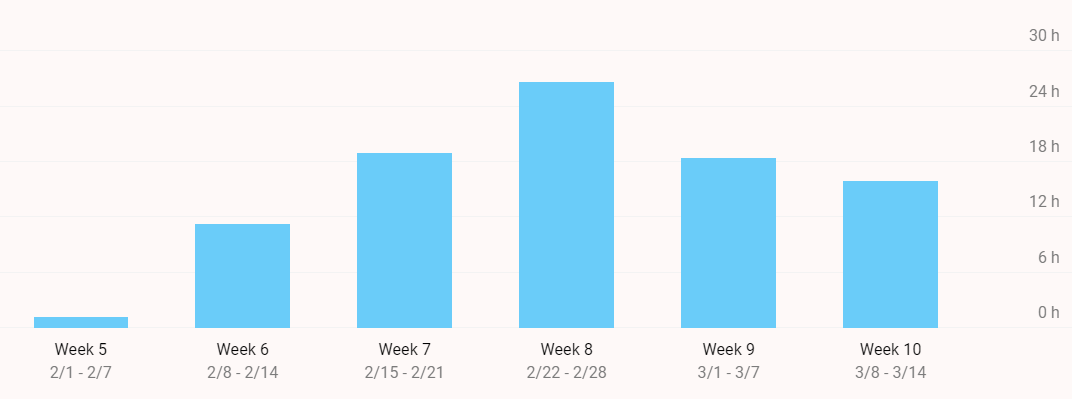 30 h
24 h
18 h
12 h
6 h
0 h
Week 5 Week 6 Week 7 Week 8 Week 9 Week 10
2/1 - 2/7 2/8 - 2/14 2/15 - 2/21 2/22 - 2/28 3/1 - 3/7 3/8 - 3/14